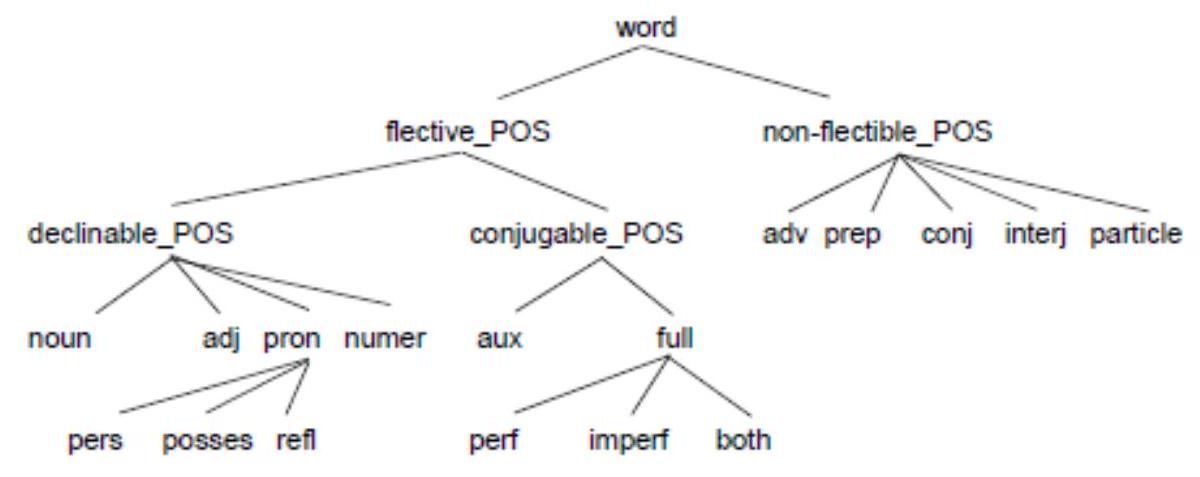 word
flective_POS non-flectible_POS
declinable_POS conjugable_POS adv prep conj interj particle
noun adj pron numer aux full
pers posses refl perf imperf both